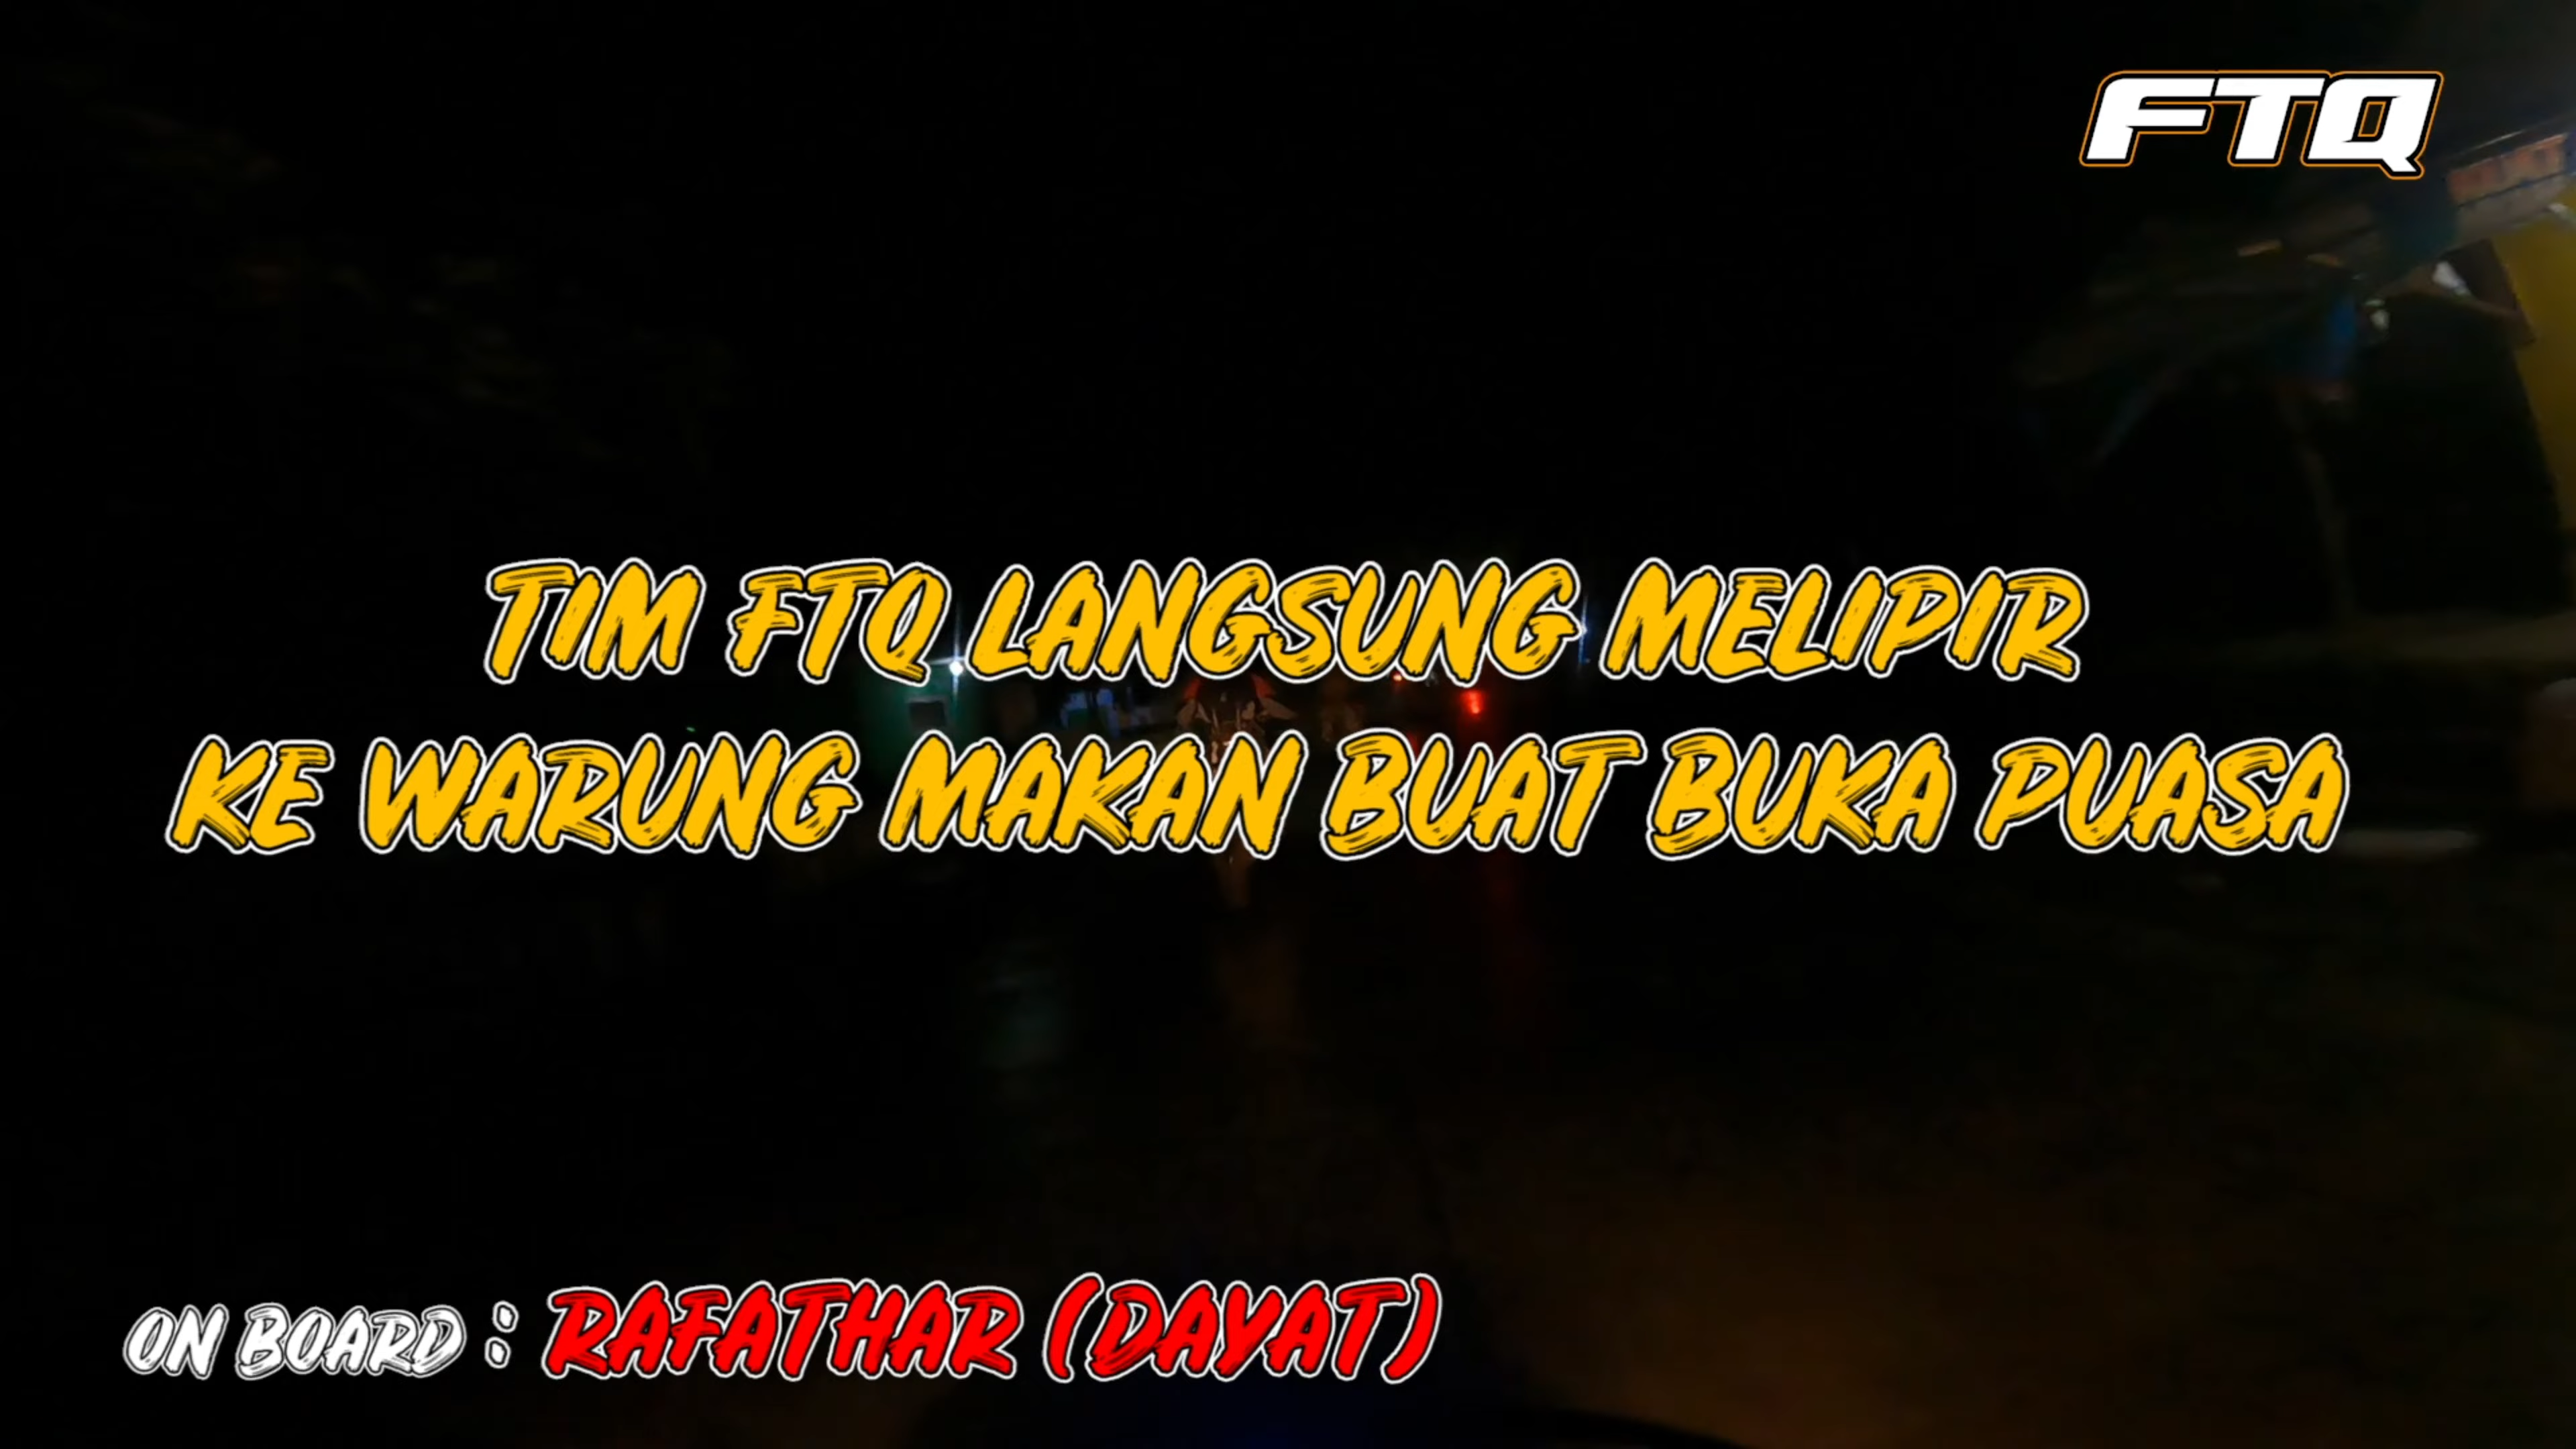 FTQ
TIM FTQ LANGSUNG MELIPIR
KE WARUNG MAKAN BUAT BUKA PUASA
ON BOARD : RAFATHAR (DAYAT)